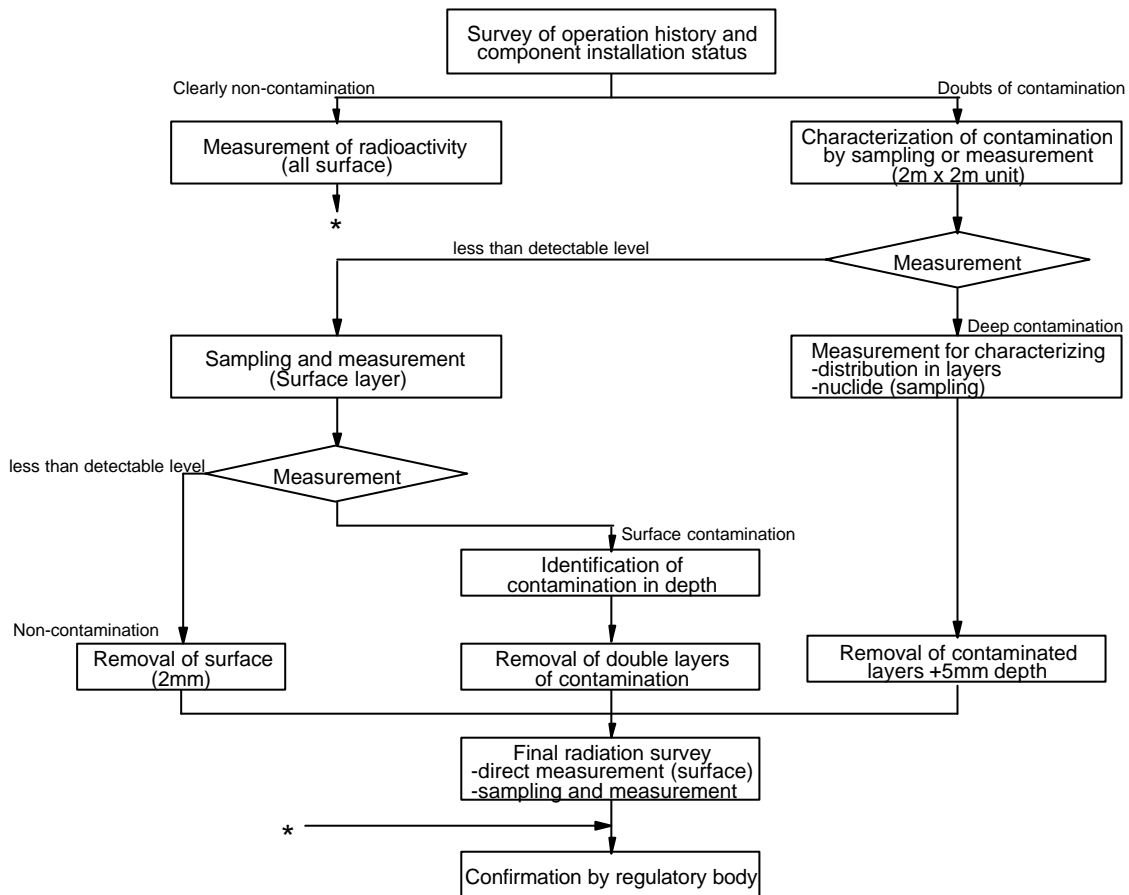 Survey of operation history and
component installation status
Clearly non-contamination
Doubts of contamination
Measurement of radioactivity
(all surface)
Characterization of contamination
by sampling or measurement
(2m x 2m unit)
*
less than detectable level
Measurement
Deep contamination
Sampling and measurement
(Surface layer)
Measurement for characterizing
-distribution in layers
-nuclide (sampling)
less than detectable level
Measurement
Surface contamination
Identification of
contamination in depth
Non-contamination
Removal of surface
(2mm)
Removal of double layers
of contamination
Removal of contaminated
layers +5mm depth
Final radiation survey
-direct measurement (surface)
-sampling and measurement
*
Confirmation by regulatory body